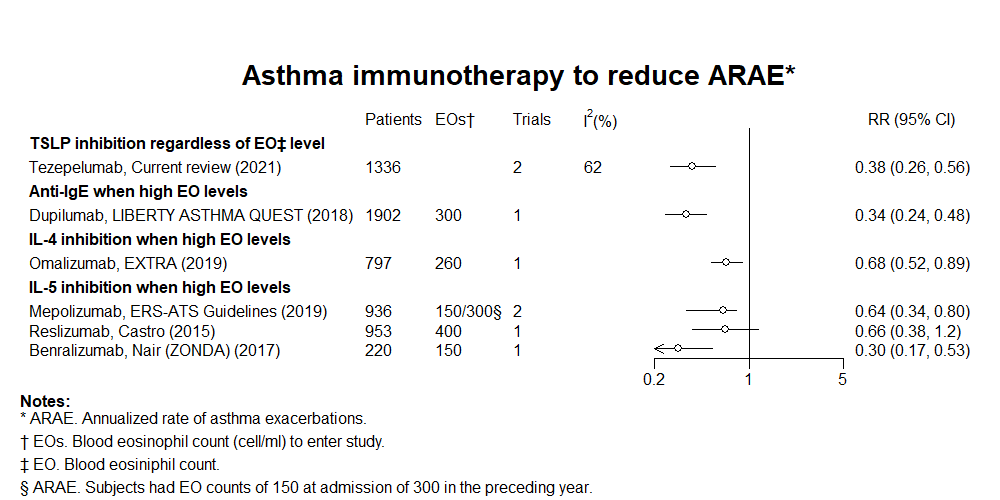 Asthma immunotherapy to reduce ARAE*
Patients EOs† Trials I2(%) RR (95% CI)
TSLP inhibition regardless of EO‡ level
Tezepelumab, Current review (2021) 1336 2 62 0.38 (0.26, 0.56)
Anti-IgE when high EO levels
Dupilumab, LIBERTY ASTHMA QUEST (2018) 1902 300 1 0.34 (0.24, 0.48)
IL-4 inhibition when high EO levels
Omalizumab, EXTRA (2019) 797 260 1 0.68 (0.52, 0.89)
IL-5 inhibition when high EO levels
Mepolizumab, ERS-ATS Guidelines (2019) 936 150/300§ 2 0.64 (0.34, 0.80)
Reslizumab, Castro (2015) 953 400 1 0.66 (0.38, 1.2)
Benralizumab, Nair (ZONDA) (2017) 220 150 1 0.30 (0.17, 0.53)
0.2 1 5
Notes:
* ARAE. Annualized rate of asthma exacerbations.
† EOs. Blood eosinophil count (cell/ml) to enter study.
‡ EO. Blood eosiniphil count.
§ ARAE. Subjects had EO counts of 150 at admission of 300 in the preceding year.